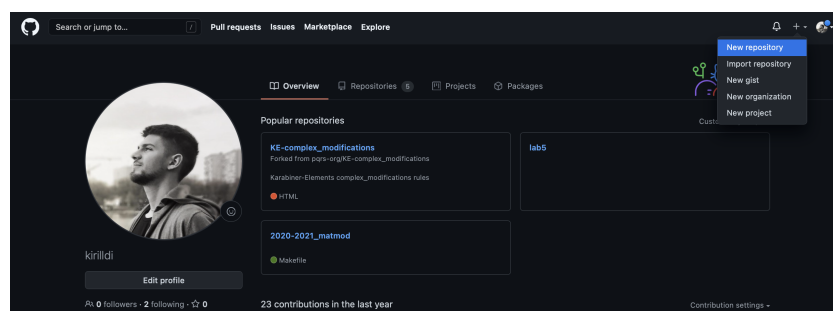 Search or jump to...
/
Pull requests Issues Marketplace Explore
New repository
Import repository
New gist
New organization
New project
Overview
Repositories 5
Projects
Packages
Popular repositories
KE-complex_modifications
Forked from pqrs-org/KE-complex_modifications
Karabiner-Elements complex_modifications rules
HTML
lab5
2020-2021_matmod
Makefile
kirilldi
Edit profile
0 followers · 2 following · 0
23 contributions in the last year
Contribution settings